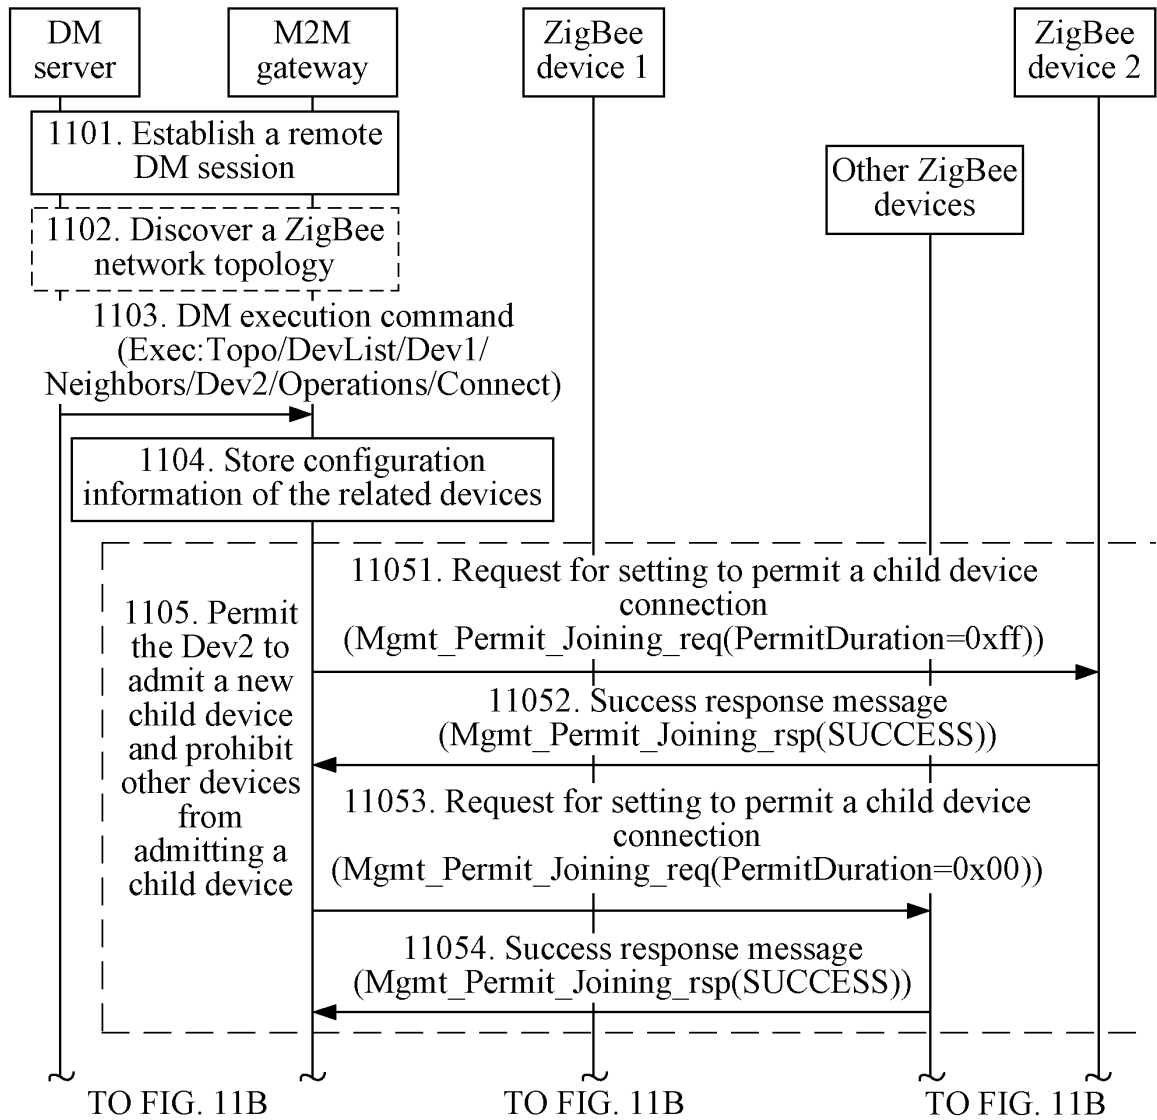 DM
server
M2M
gateway
ZigBee
device 1
ZigBee
device 2
1101. Establish a remote
DM session
Other ZigBee
devices
1102. Discover a ZigBee
network topology
1103. DM execution command
(Exec:Topo/DevList/Dev1/
Neighbors/Dev2/Operations/Connect)
1104. Store configuration
information of the related devices
1105. Permit
the Dev2 to
admit a new
child device
and prohibit
other devices
from
admitting a
child device
11051. Request for setting to permit a child device
connection
(Mgmt_Permit_Joining_req(PermitDuration=0xff))
11052. Success response message
(Mgmt_Permit_Joining_rsp(SUCCESS))
11053. Request for setting to permit a child device
connection
(Mgmt_Permit_Joining_req(PermitDuration=0x00))
11054. Success response message
(Mgmt_Permit_Joining_rsp(SUCCESS))
TO FIG. 11B
TO FIG. 11B
TO FIG. 11B